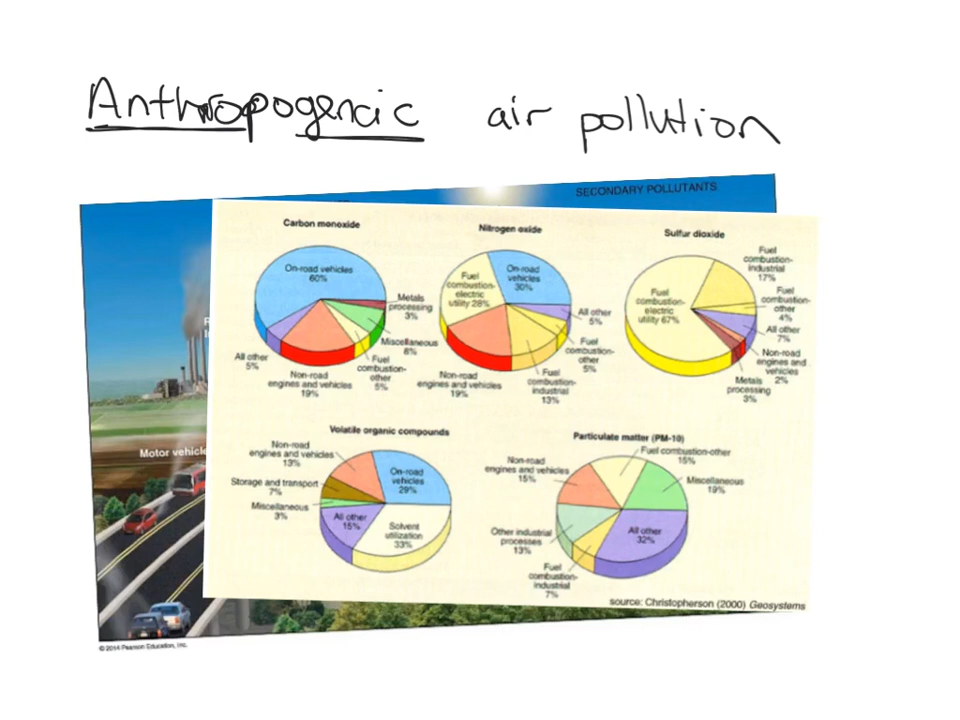 Anthropogencic air pollution
SECONDARY POLLUTANTS
Carbon monoxide
On-road vehicles
60%
Metals
processing
3%
Miscellaneous
8%
Fuel
combustion-
other
5%
Non-road
engines and vehicles
19%
All other
5%
Nitrogen oxide
Fuel
combustion-
electric
utility 28%
On-road
vehicles
30%
All other
5%
Fuel
combustion-
other
5%
Fuel
combustion-
industrial
13%
Non-road
engines and vehicles
19%
Sulfur dioxide
Fuel
combustion-
electric
utility 67%
Fuel
combustion-
industrial
17%
Fuel
combustion-
other
4%
All other
7%
Non-road
engines and
vehicles
2%
Metals
processing
3%
Motor vehicle
Volatile organic compounds
Non-road
engines and vehicles
13%
On-road
vehicles
29%
Storage and transport
7%
Miscellaneous
3%
All other
15%
Solvent
utilization
33%
Particulate matter (PM-10)
Fuel combustion-other
15%
Non-road
engines and vehicles
15%
Miscellaneous
19%
All other
32%
Other industrial
processes
13%
Fuel
combustion-
industrial
7%
source: Christopherson (2000) Geosystems
© 2014 Pearson Education, Inc.